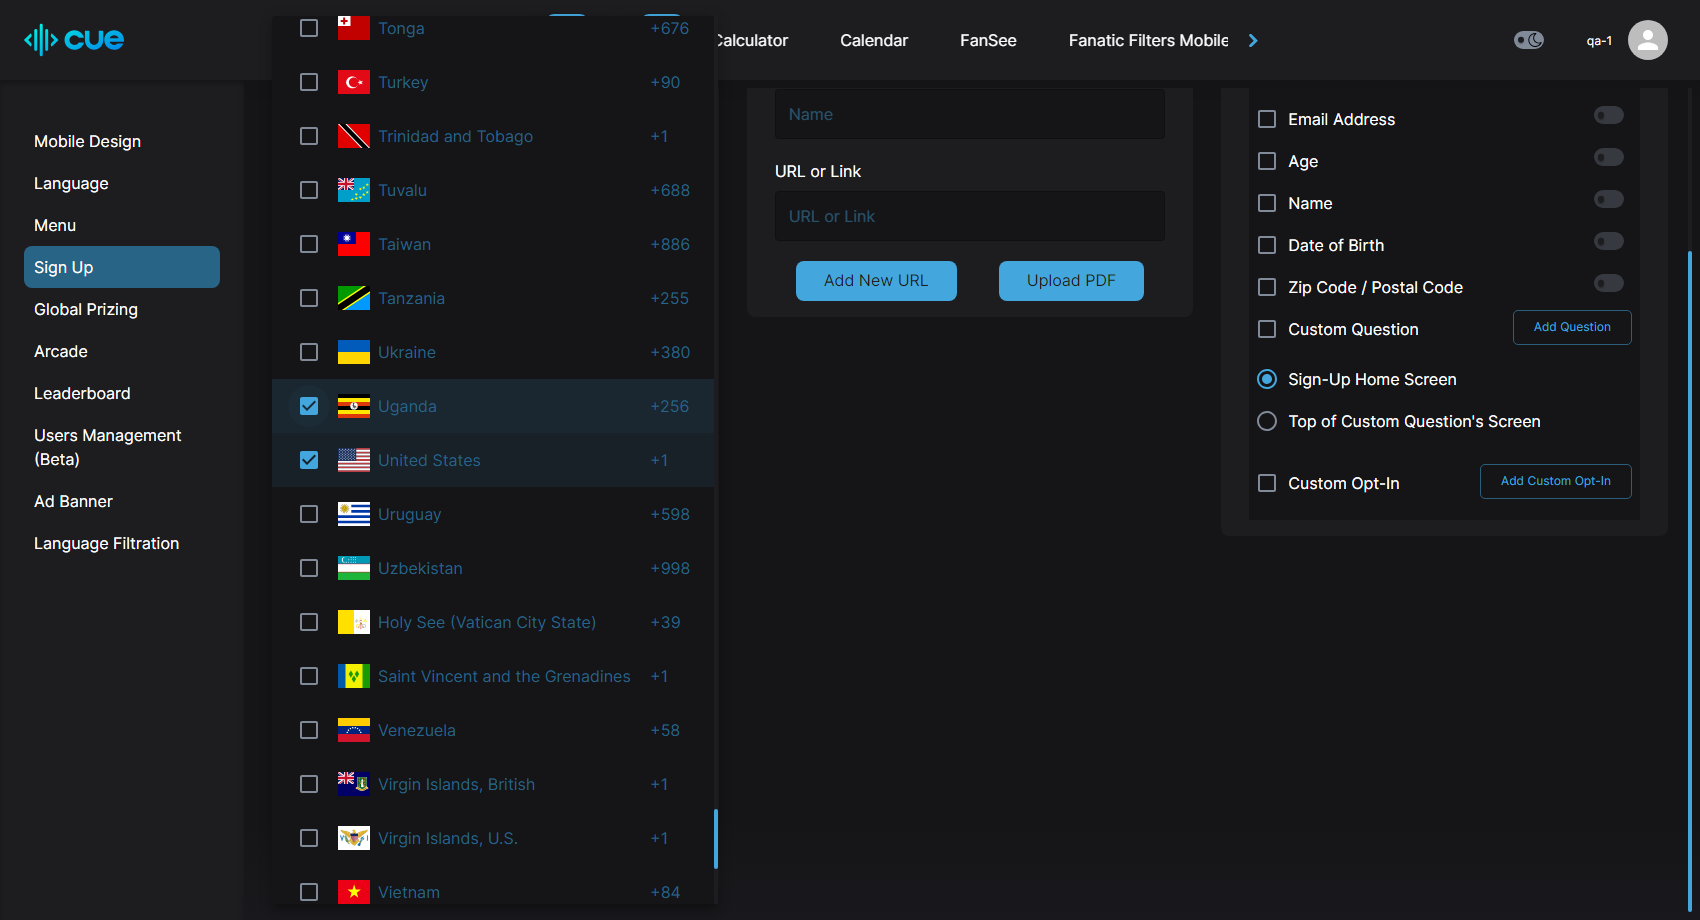 cue
Calculator
Calendar
FanSee
Fanatic Filters Mobile
qa-1
Mobile Design
Language
Menu
Sign Up
Global Prizing
Arcade
Leaderboard
Users Management
(Beta)
Ad Banner
Language Filtration
Tonga +676
Turkey +90
Trinidad and Tobago +1
Tuvalu +688
Taiwan +886
Tanzania +255
Ukraine +380
Uganda +256
United States +1
Uruguay +598
Uzbekistan +998
Holy See (Vatican City State) +39
Saint Vincent and the Grenadines +1
Venezuela +58
Virgin Islands, British +1
Virgin Islands, U.S. +1
Vietnam +84
Name
URL or Link
URL or Link
Add New URL
Upload PDF
Email Address
Age
Name
Date of Birth
Zip Code / Postal Code
Custom Question
Add Question
Sign-Up Home Screen
Top of Custom Question's Screen
Custom Opt-In
Add Custom Opt-In